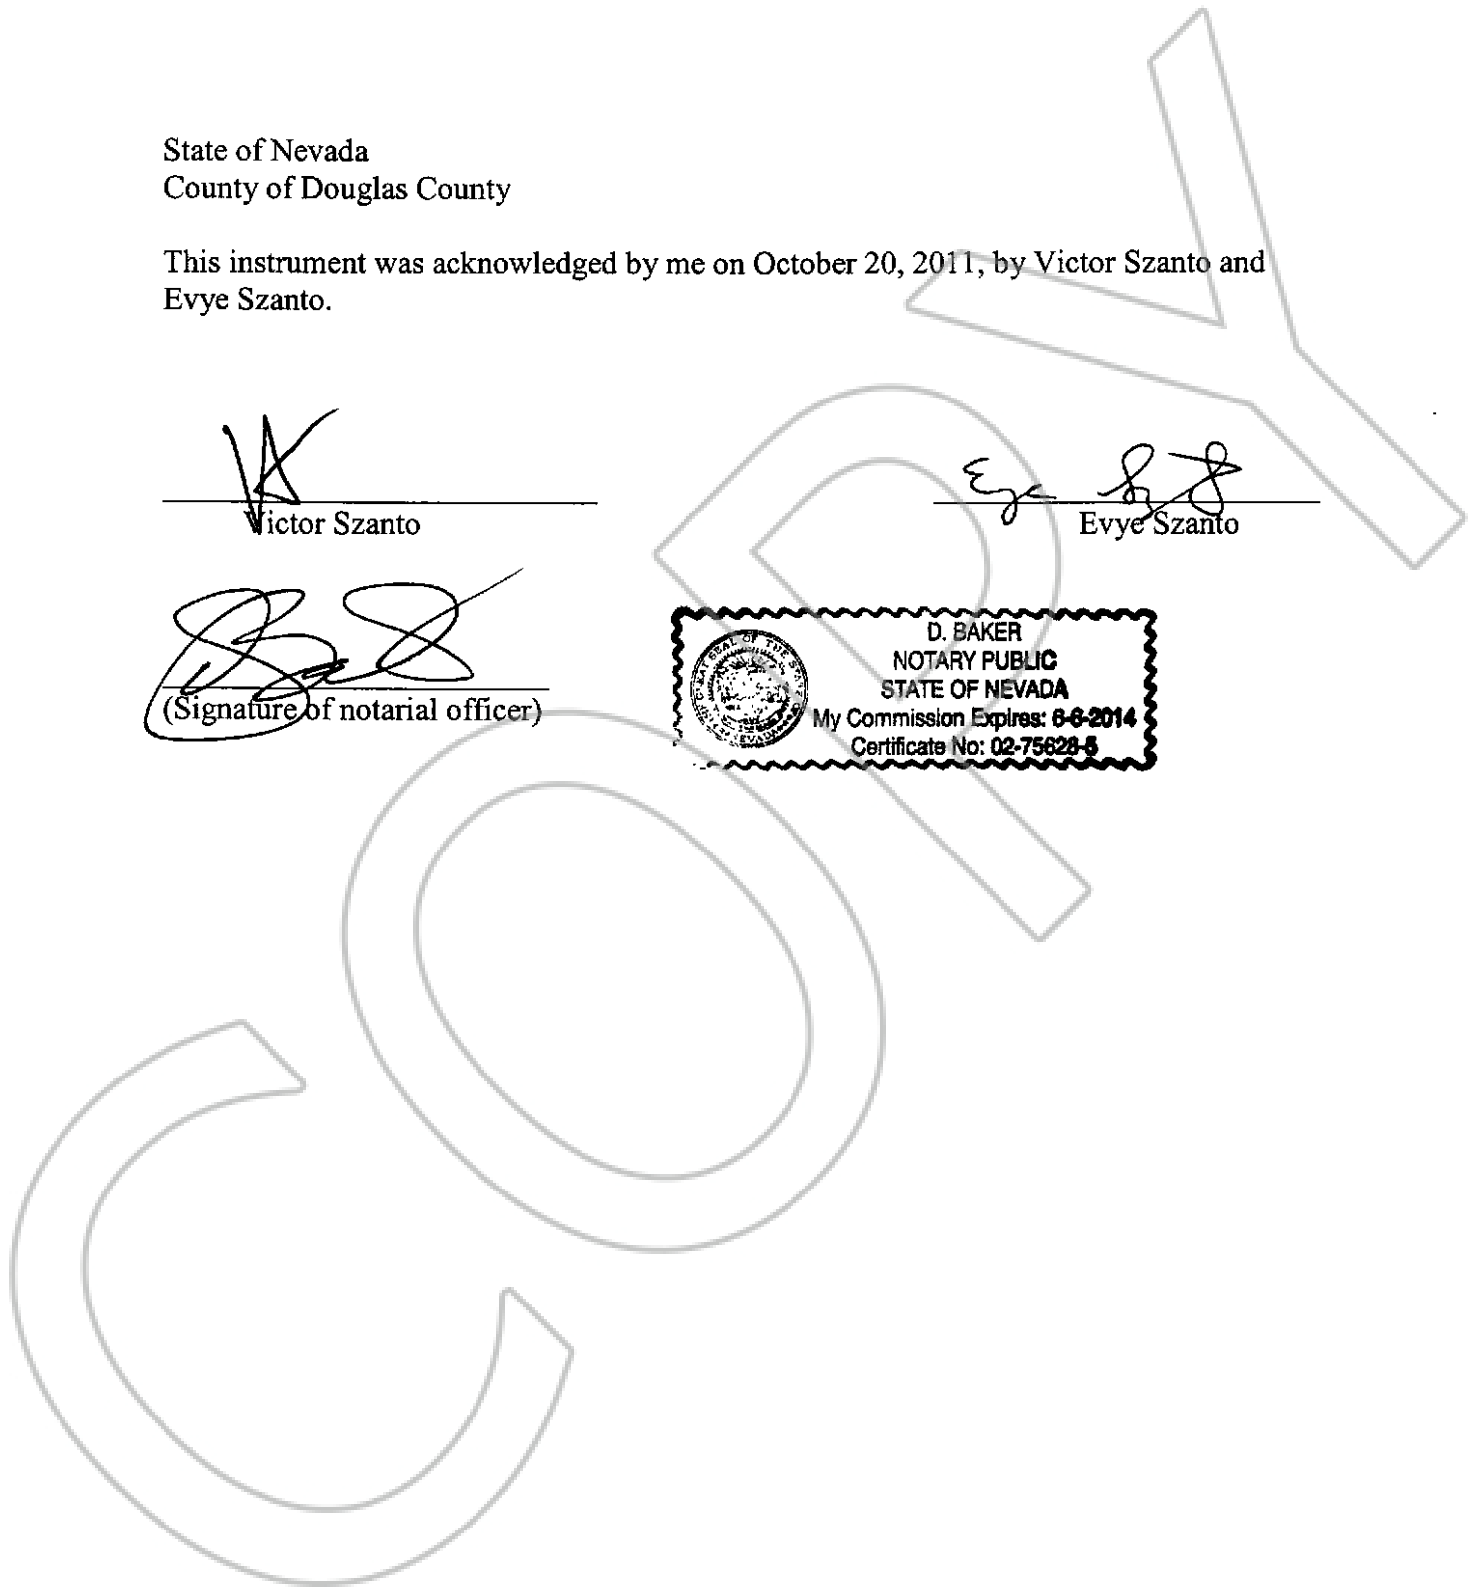 State of Nevada
County of Douglas County
This instrument was acknowledged by me on October 20, 2011, by Victor Szanto and
Evye Szanto.
Victor Szanto
Evye Szanto
(Signature of notarial officer)
D. BAKER
NOTARY PUBLIC
STATE OF NEVADA
My Commission Expires: 6-6-2014
Certificate No: 02-75628-5
COPY